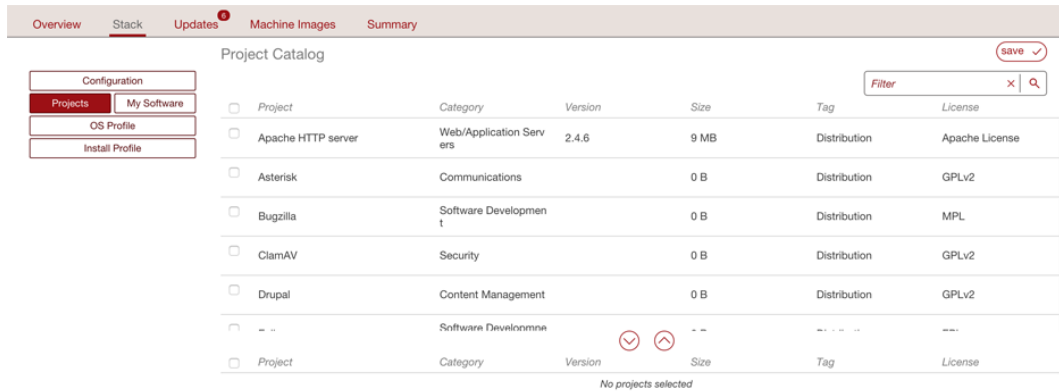 Overview Stack Updates 6 Machine Images Summary
Project Catalog save
Configuration
Filter
Projects My Software
Project Category Version Size Tag License
OS Profile
Install Profile
Apache HTTP server Web/Application Serv
ers 2.4.6 9 MB Distribution Apache License
Asterisk Communications 0 B Distribution GPLv2
Bugzilla Software Developmen
t 0 B Distribution MPL
ClamAV Security 0 B Distribution GPLv2
Drupal Content Management 0 B Distribution GPLv2
Software Developmne
Project Category Version Size Tag License
No projects selected